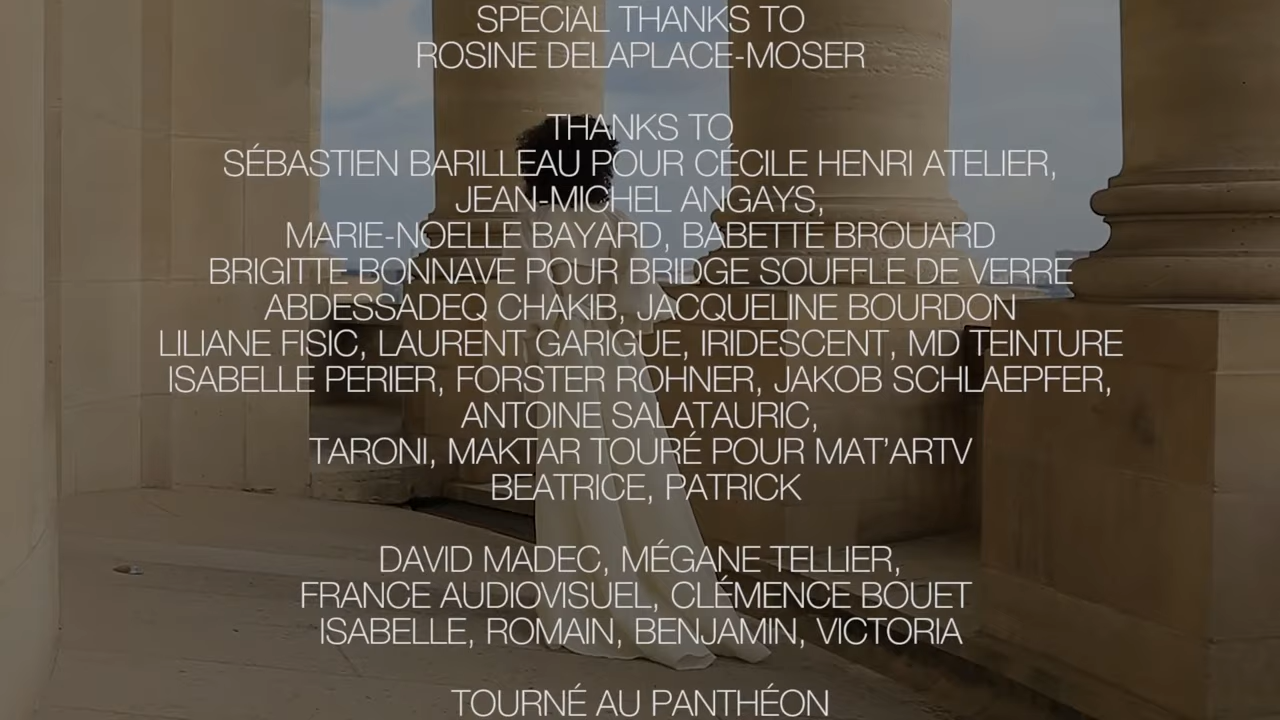 SPECIAL THANKS TO
ROSINE DELAPLACE-MOSER
THANKS TO
SÉBASTIEN BARILLEAU POUR CÉCILE HENRI ATELIER,
JEAN-MICHEL ANGAYS,
MARIE-NOELLE BAYARD, BABETTE BROUARD
BRIGITTE BONNAVE POUR BRIDGE SOUFFLE DE VERRE
ABDESSADEQ CHAKIB, JACQUELINE BOURDON
LILIANE FISIC, LAURENT GARIGUE, IRIDESCENT, MD TEINTURE
ISABELLE PERIER, FORSTER ROHNER, JAKOB SCHLAEPFER,
ANTOINE SALATAURIC,
TARONI, MAKTAR TOURÉ POUR MAT'ARTV
BEATRICE, PATRICK
DAVID MADEC, MÉGANE TELLIER,
FRANCE AUDIOVISUEL, CLÉMENCE BOUET
ISABELLE, ROMAIN, BENJAMIN, VICTORIA
TOURNÉ AU PANTHÉON